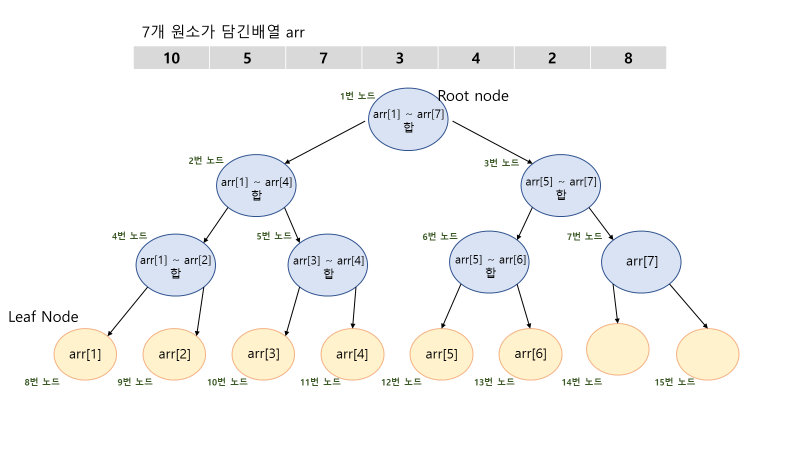 7개 원소가 담긴배열 arr
10 5 7 3 4 2 8
1번 노드
Root node
arr[1] ~ arr[7]
합
2번 노드
arr[1] ~ arr[4]
합
3번 노드
arr[5] ~ arr[7]
합
4번 노드
arr[1] ~ arr[2]
합
5번 노드
arr[3] ~ arr[4]
합
6번 노드
arr[5] ~ arr[6]
합
7번 노드
arr[7]
Leaf Node
arr[1] arr[2] arr[3] arr[4] arr[5] arr[6]
8번 노드 9번 노드 10번 노드 11번 노드 12번 노드 13번 노드 14번 노드 15번 노드